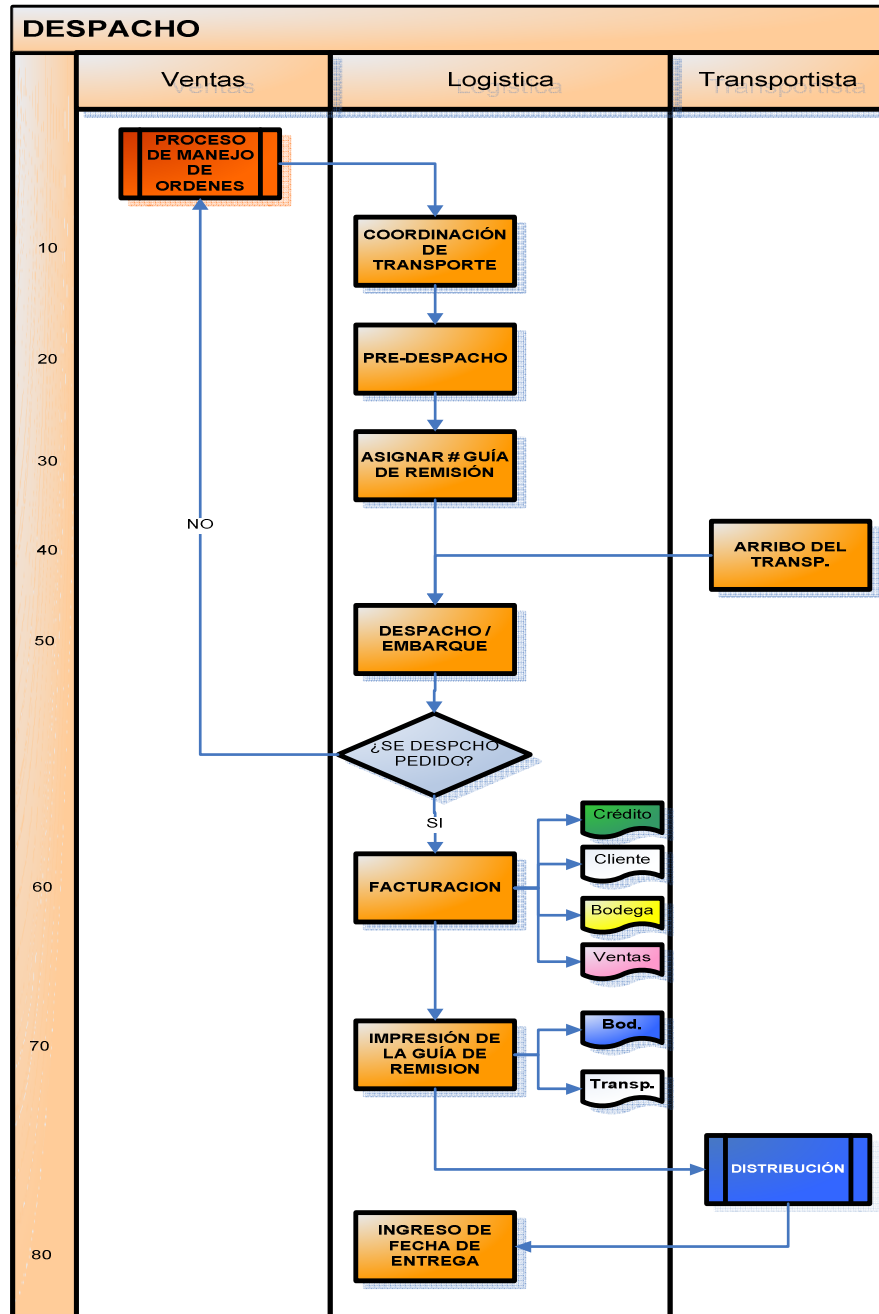 DESPACHO
Ventas
Logistica
Transportista
PROCESO
DE MANEJO
DE
ORDENES
10
COORDINACIÓN
DE
TRANSPORTE
20
PRE-DESPACHO
30
ASIGNAR # GUÍA
DE REMISIÓN
NO
40
ARRIBO DEL
TRANSP.
50
DESPACHO /
EMBARQUE
¿SE DESPCHO
PEDIDO?
SI
Crédito
Cliente
60
FACTURACION
Bodega
Ventas
70
IMPRESIÓN DE
LA GUÍA DE
REMISION
Bod.
Transp.
DISTRIBUCIÓN
80
INGRESO DE
FECHA DE
ENTREGA